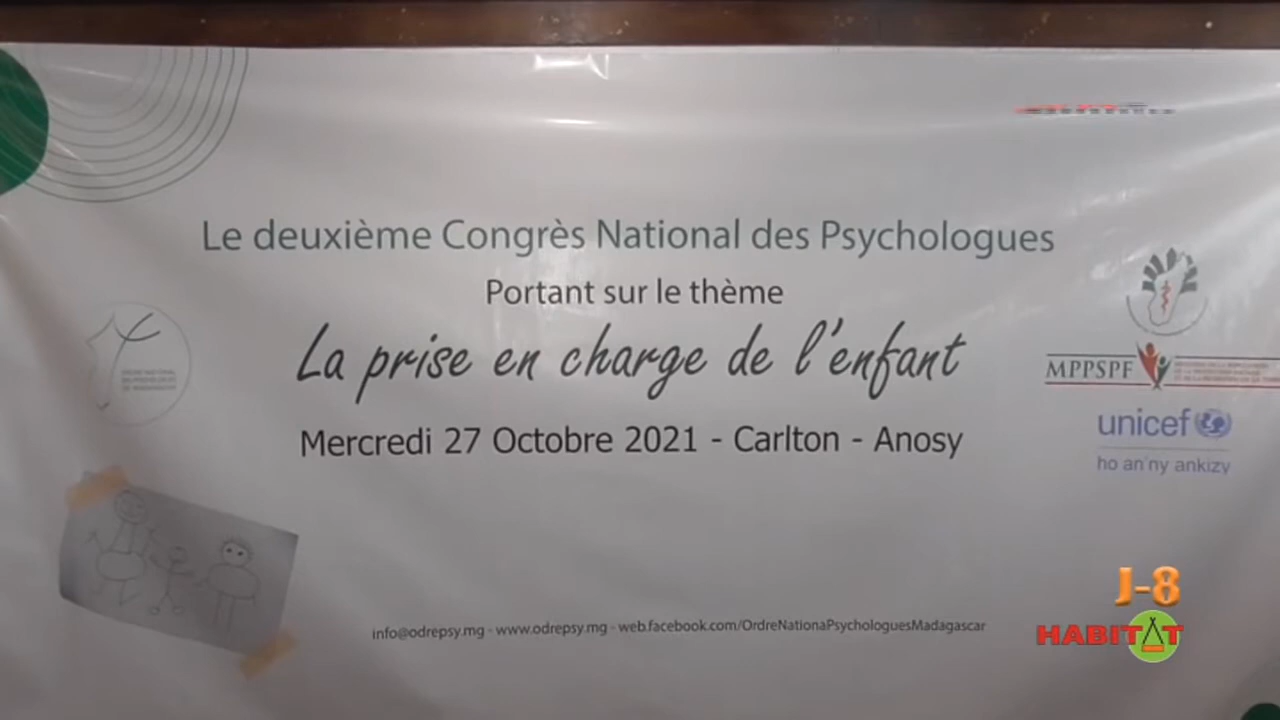 Le deuxième Congrès National des Psychologues
Portant sur le thème
La prise en charge de l'enfant
Mercredi 27 Octobre 2021 - Carlton - Anosy
MPPSPF
unicef
ho an'ny ankizy
info@odrepsy.mg - www.odrepsy.mg - web.facebook.com/OrdreNationaPsychologuesMadagascar
J-8
HABITAT